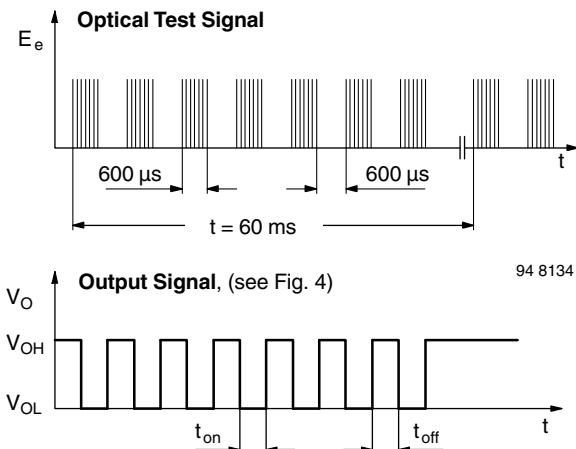 Optical Test Signal
E e
t
600 µs
600 µs
t = 60 ms
94 8134
Output Signal, (see Fig. 4)
V O
V OH
V OL
t
t on
t off